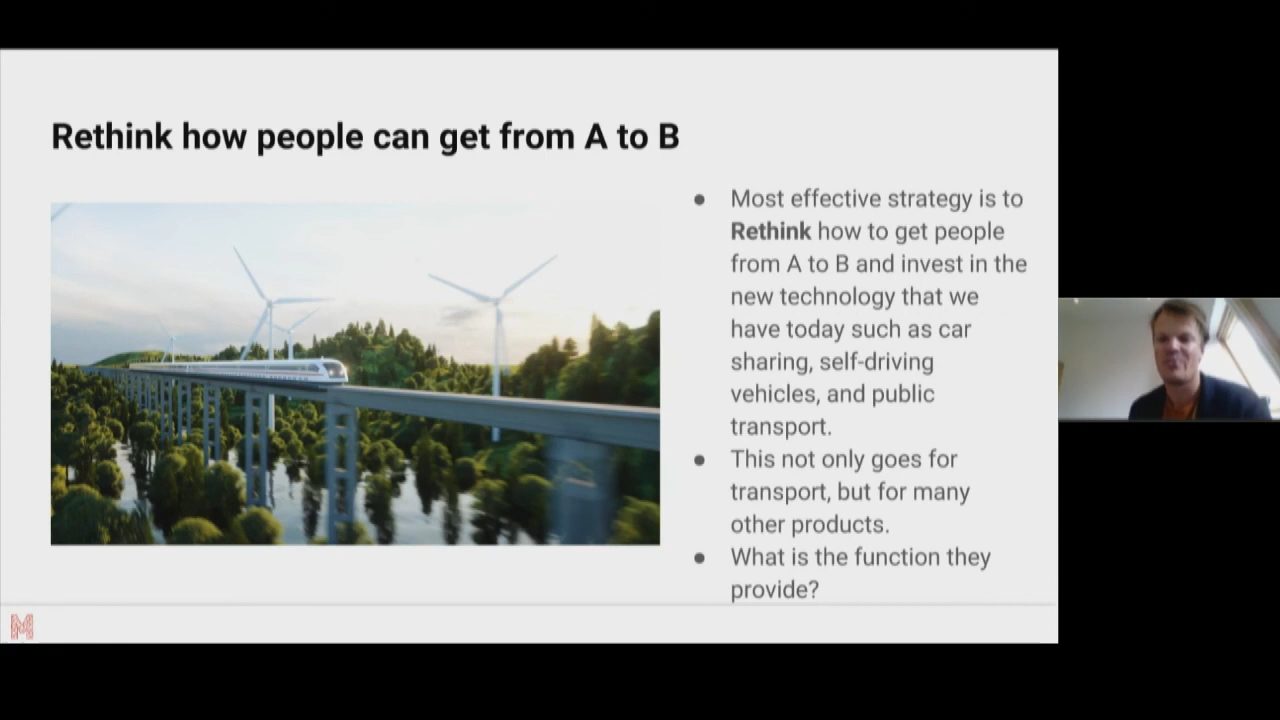 Rethink how people can get from A to B
● Most effective strategy is to
Rethink how to get people
from A to B and invest in the
new technology that we
have today such as car
sharing, self-driving
vehicles, and public
transport.
● This not only goes for
transport, but for many
other products.
● What is the function they
provide?
M